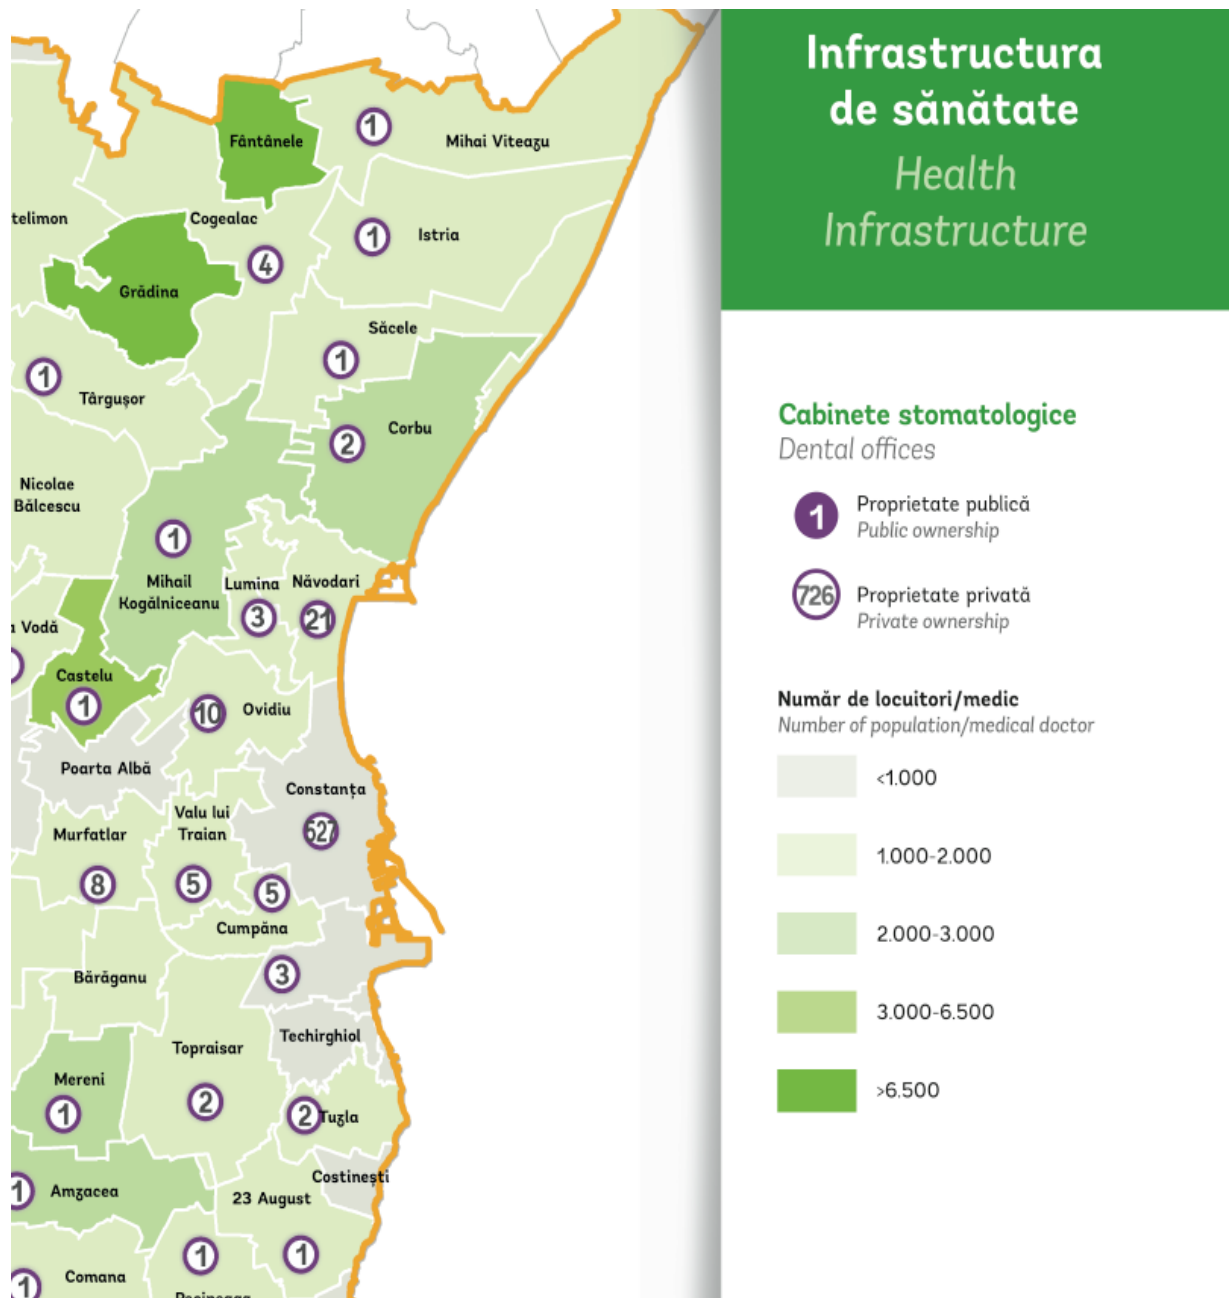 Infrastructura
de sănătate
Health
Infrastructure
Cabinete stomatologice
Dental offices
1
Proprietate publică
Public ownership
726
Proprietate privată
Private ownership
Număr de locuitori/medic
Number of population/medical doctor
<1.000
1.000-2.000
2.000-3.000
3.000-6.500
>6.500
Fântânele
1
Mihai Viteazu
telimon
Cogealac
4
1
Istria
Grădina
Săcele
1
1
Târgușor
Corbu
2
Nicolae
Bălcescu
1
Mihail
Kogălniceanu
Lumina
3
Năvodari
21
a Vodă
Castelu
1
10
Ovidiu
Poarta Albă
Constanța
527
Murfatlar
8
Valu lui
Traian
5
5
Cumpăna
3
Bărăganu
Techirghiol
Topraisar
2
Mereni
1
2
Tuzla
Costinești
1
Amzacea
23 August
1
1
Comana
1